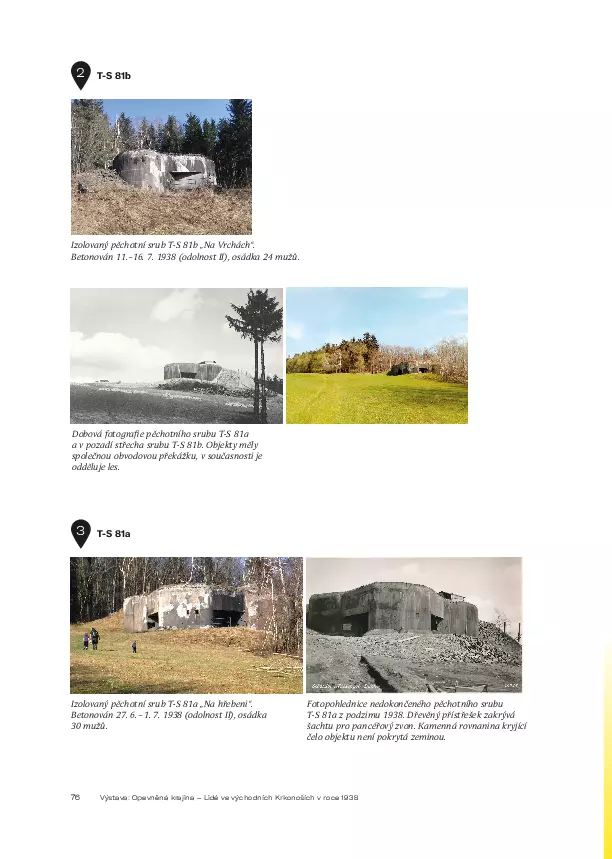 2
T-S 81b
Izolovaný pěchotní srub T-S 81b „Na Vrchách“.
Betonován 11.–16. 7. 1938 (odolnost II), osádka 24 mužů.
Dobová fotografie pěchotního srubu T-S 81a
a v pozadí střecha srubu T-S 81b. Objekty měly
společnou obvodovou překážku, v současnosti je
odděluje les.
3
T-S 81a
Izolovaný pěchotní srub T-S 81a „Na hřebeni“.
Betonován 27. 6. – 1. 7. 1938 (odolnost II), osádka
30 mužů.
Fotopohlednice nedokončeného pěchotního srubu
T-S 81a z podzimu 1938. Dřevěný přístřešek zakrývá
šachtu pro pancéřový zvon. Kamenná rovnanina kryjící
čelo objektu není pokrytá zeminou.
76 Výstava: Opevněná krajina – Lidé ve východních Krkonoších v roce 1938